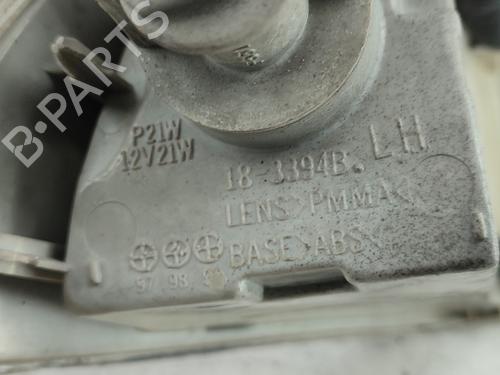 P21W
12V21W
18-3394B. LH
LENS>PMMA<
BASE>ABS<
97 98
B-PARTS